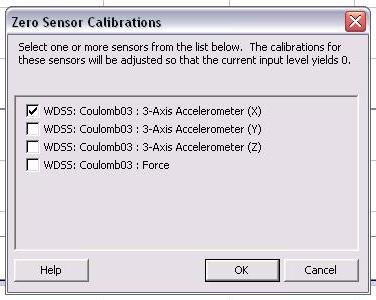 Zero Sensor Calibrations
Select one or more sensors from the list below. The calibrations for
these sensors will be adjusted so that the current input level yields 0.
WDSS: Coulomb03 : 3-Axis Accelerometer (X)
WDSS: Coulomb03 : 3-Axis Accelerometer (Y)
WDSS: Coulomb03 : 3-Axis Accelerometer (Z)
WDSS: Coulomb03 : Force
Help
OK
Cancel